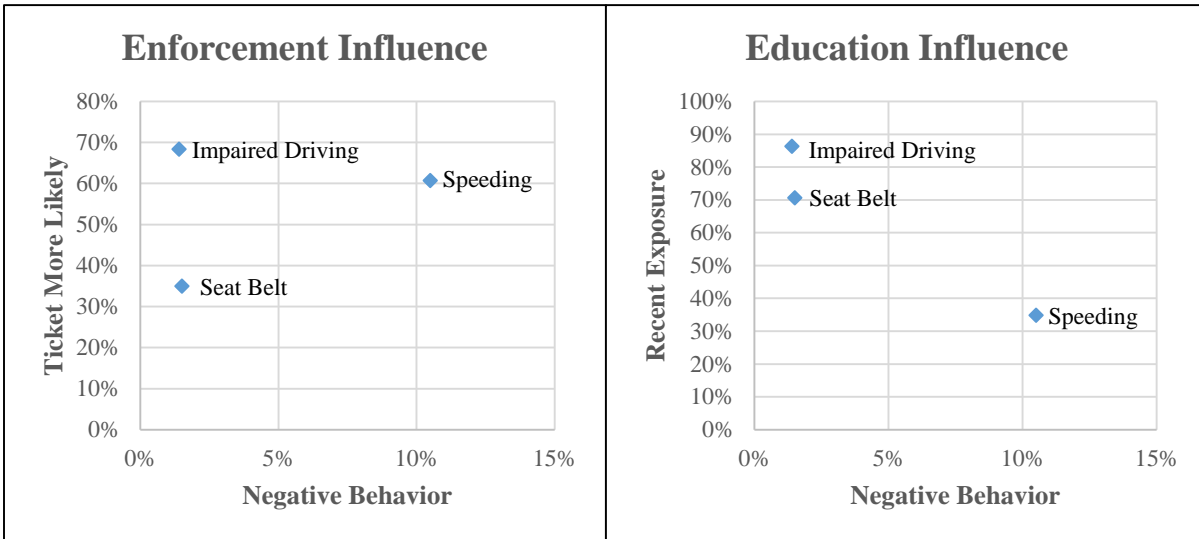 Enforcement Influence
Ticket More Likely
80%
70%
60%
50%
40%
30%
20%
10%
0%
Impaired Driving
Speeding
Seat Belt
0% 5% 10% 15%
Negative Behavior
Education Influence
Recent Exposure
100%
90%
80%
70%
60%
50%
40%
30%
20%
10%
0%
Impaired Driving
Seat Belt
Speeding
0% 5% 10% 15%
Negative Behavior